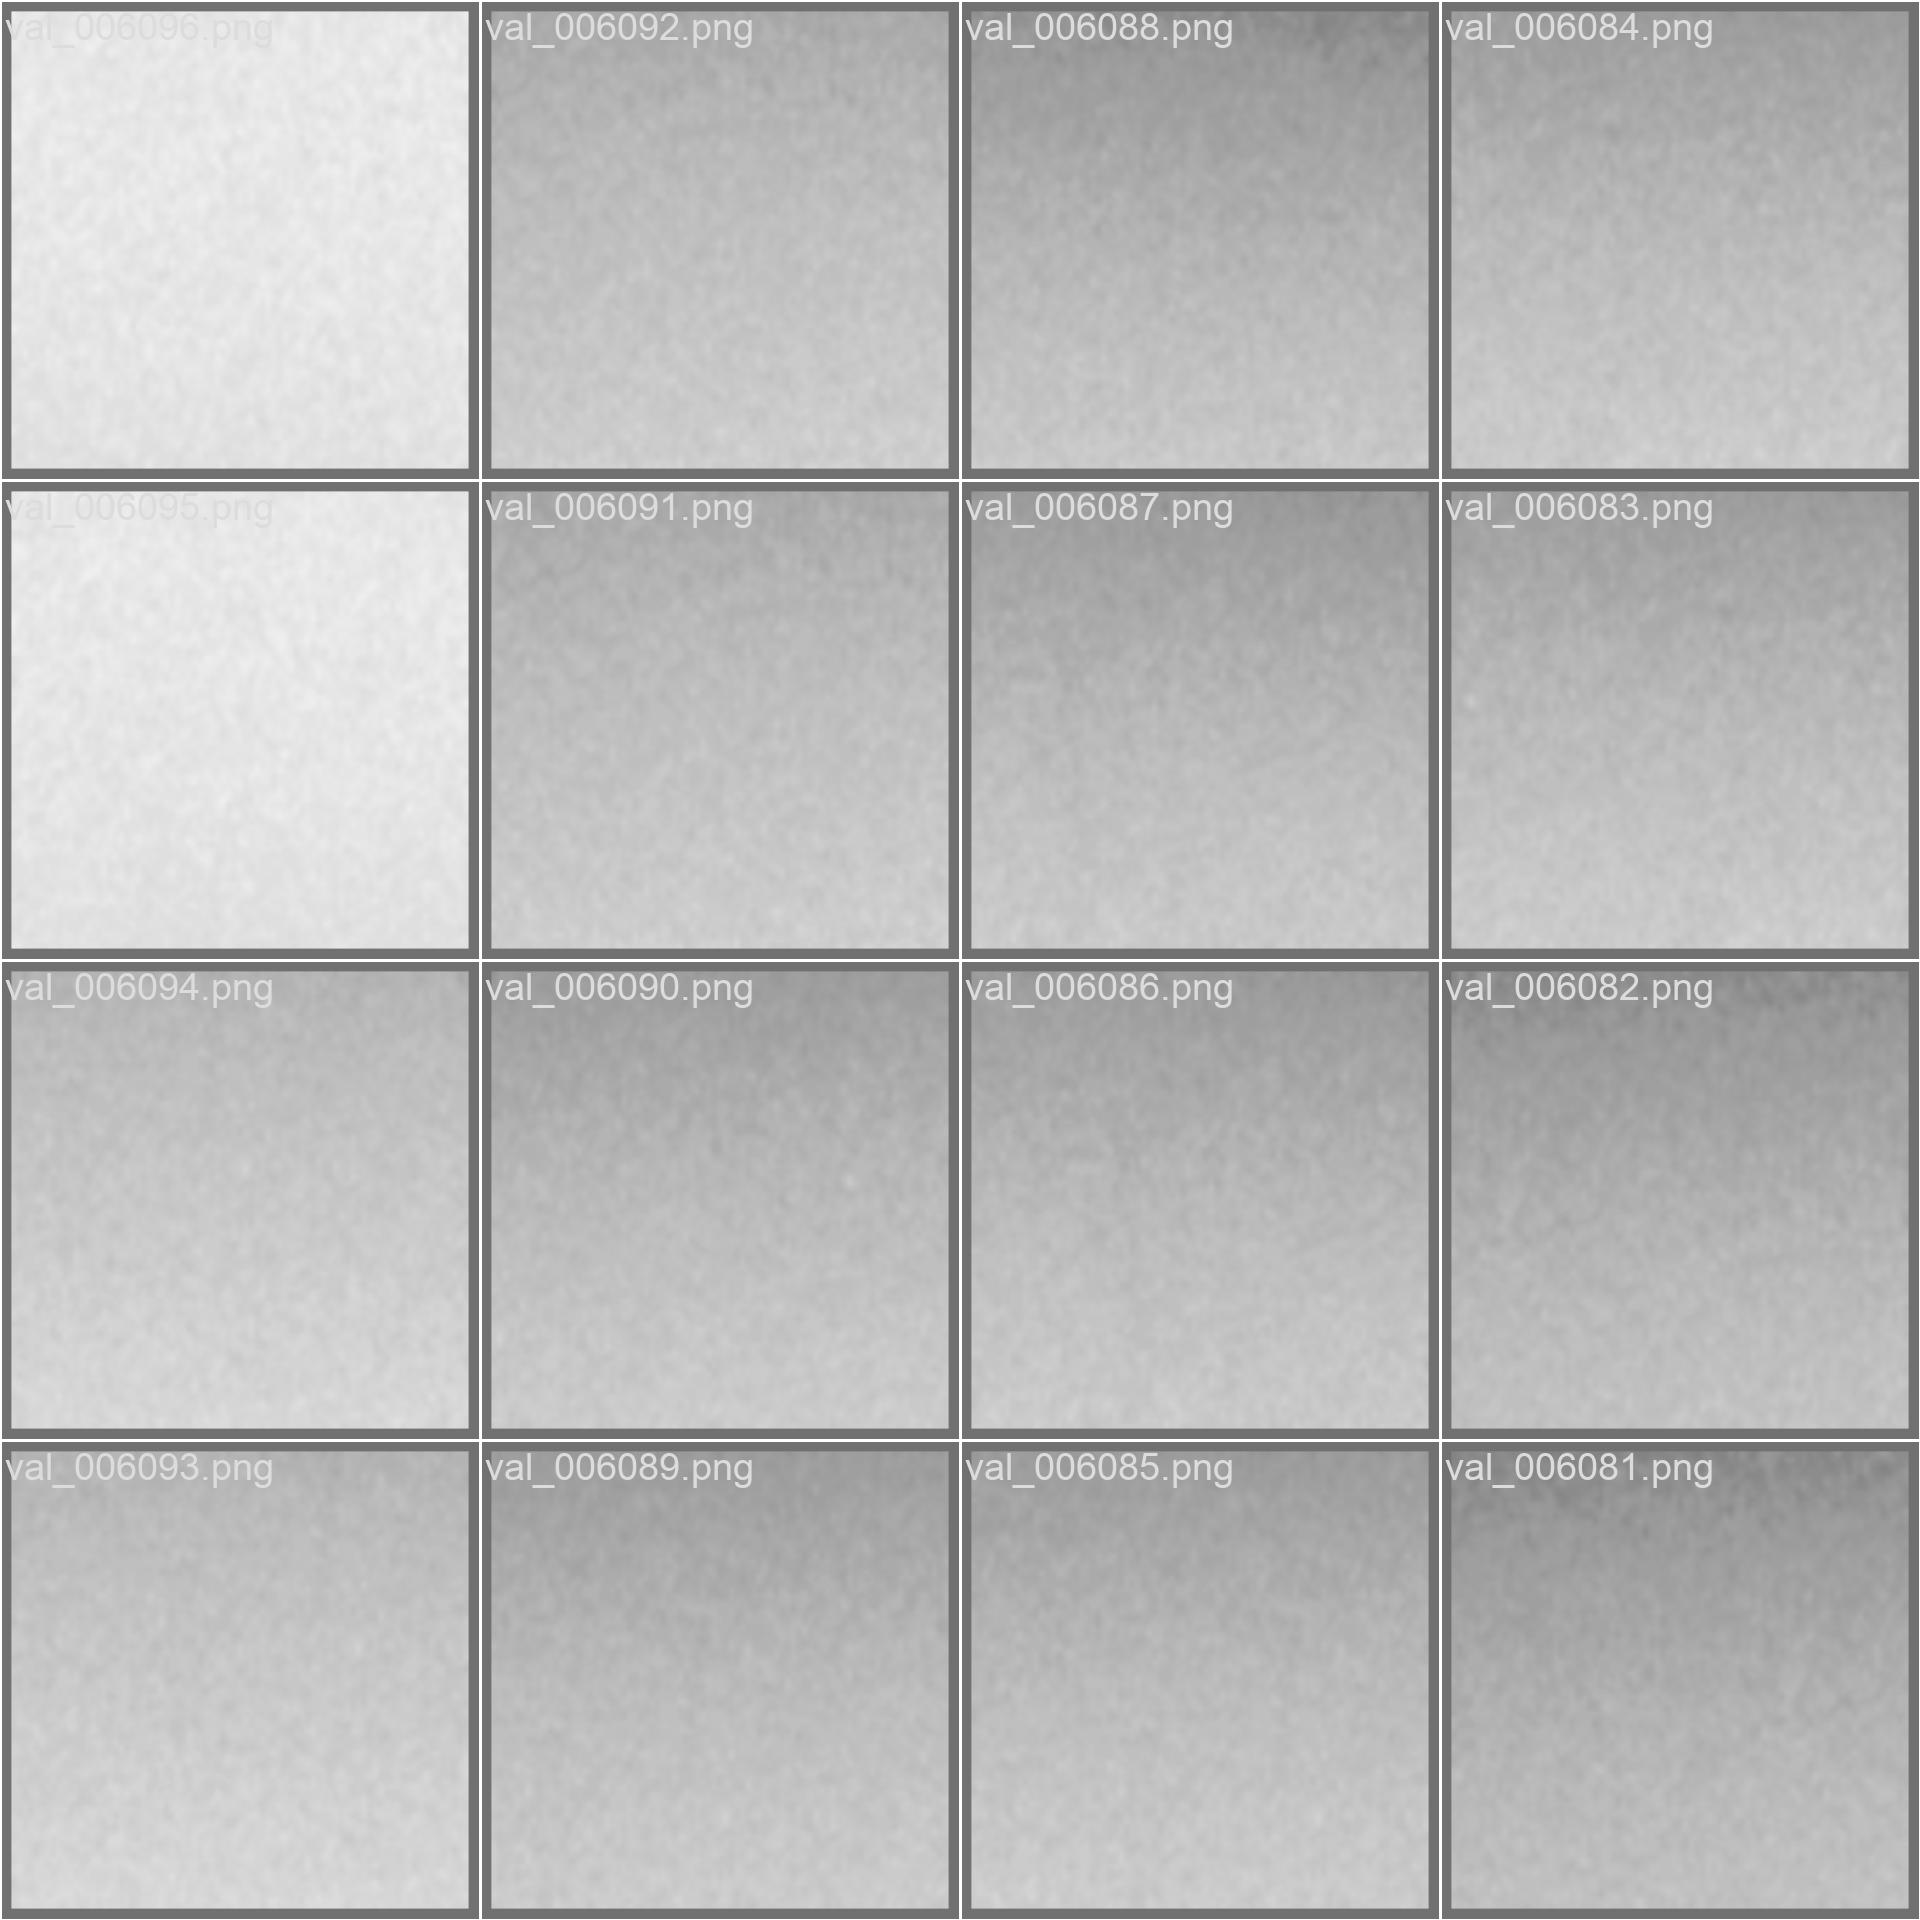 val_006096.png val_006092.png val_006088.png val_006084.png
val_006095.png val_006091.png val_006087.png val_006083.png
val_006094.png val_006090.png val_006086.png val_006082.png
val_006093.png val_006089.png val_006085.png val_006081.png